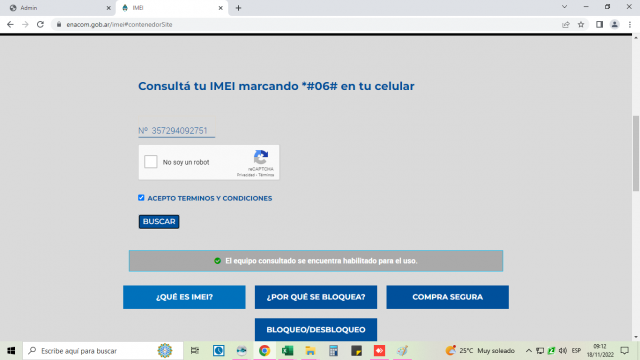 Admin
IMEI
enacom.gob.ar/imei#contenedorSite
Consultá tu IMEI marcando *#06# en tu celular
Nº 357294092751
No soy un robot
reCAPTCHA
Privacidad - Términos
ACEPTO TERMINOS Y CONDICIONES
BUSCAR
El equipo consultado se encuentra habilitado para el uso.
¿QUÉ ES IMEI?
¿POR QUÉ SE BLOQUEA?
COMPRA SEGURA
BLOQUEO/DESBLOQUEO
Escribe aquí para buscar
25°C Muy soleado
ESP
09:12
18/11/2022